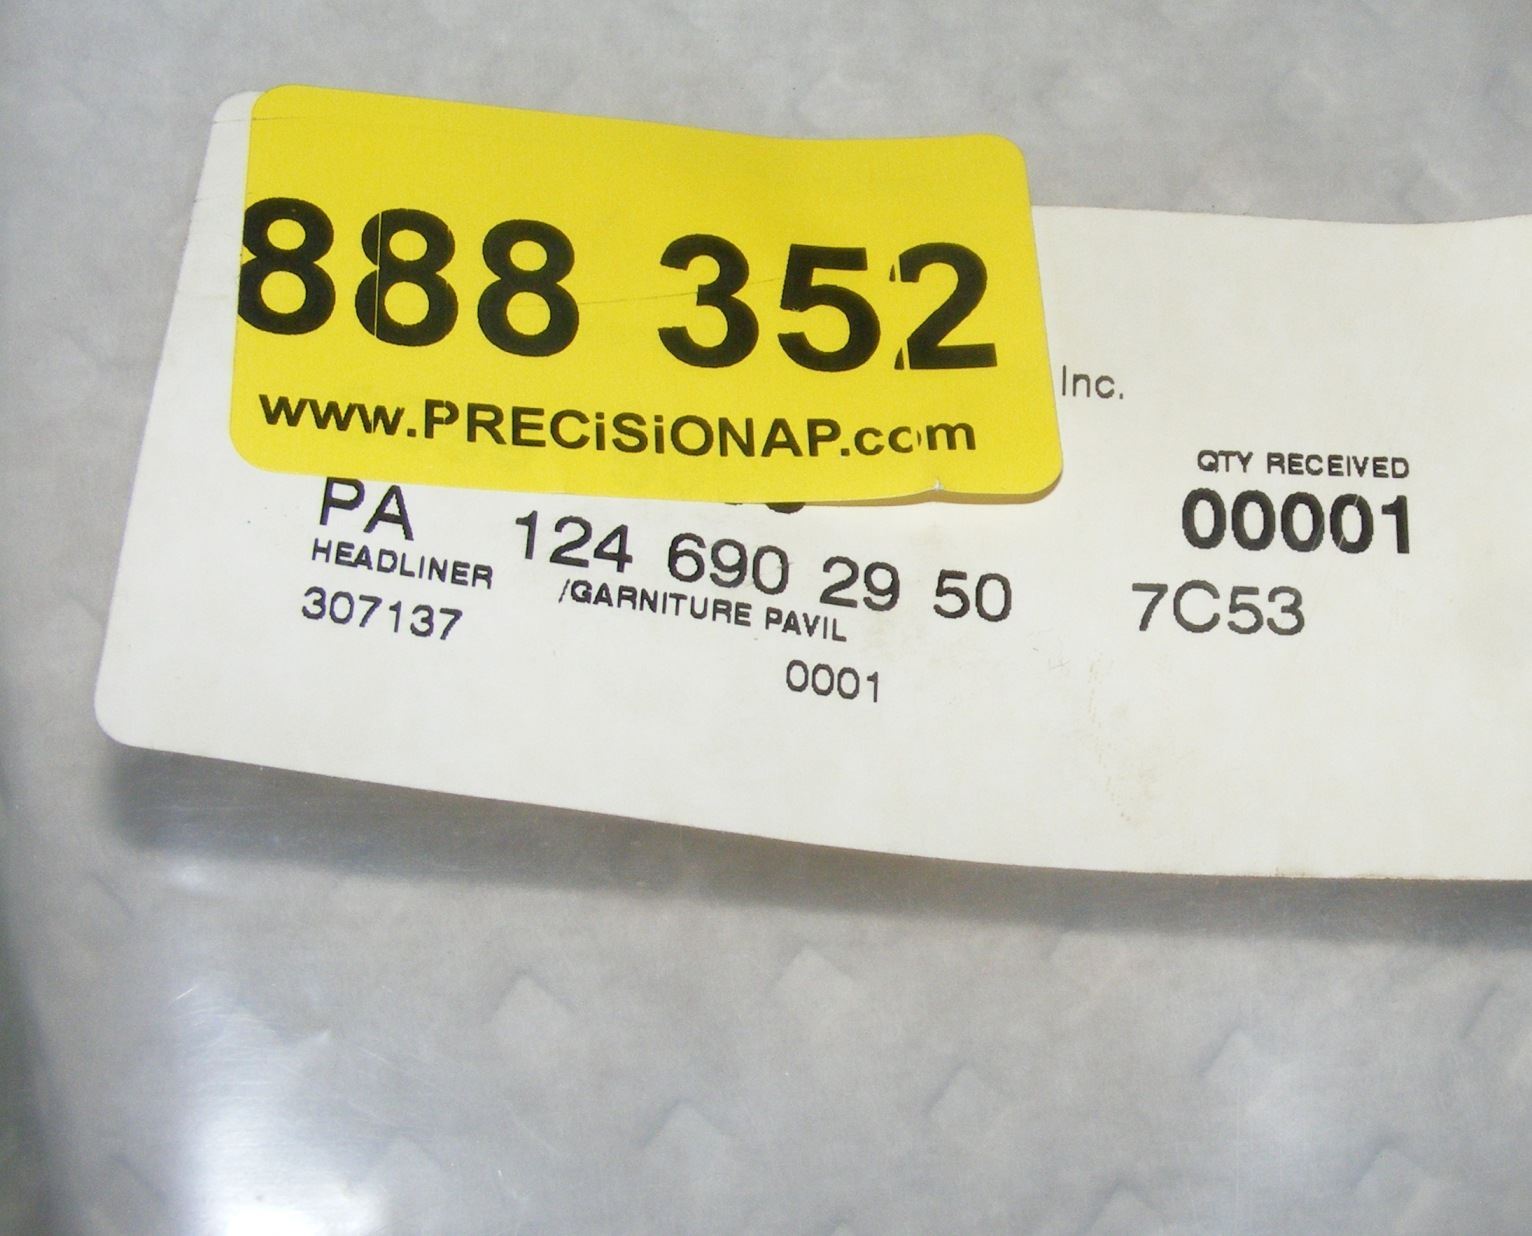 888 352
www.PRECiSiONAP.com
Inc.
QTY RECEIVED
00001
PA 124 690 29 50 7C53
HEADLINER /GARNITURE PAVIL
307137 0001